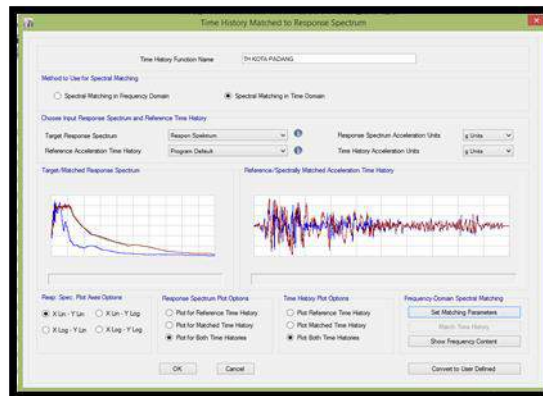 Time History Matched to Response Spectrum
Time History Function Name
TH KOTA PADANG
Method to Use for Spectral Matching
Spectral Matching in Frequency Domain
Spectral Matching in Time Domain
Choose Input Response Spectrum and Reference Time History
Target Response Spectrum
Respon Spektrum
Response Spectrum Acceleration Units
g Units
Reference Acceleration Time History
Program Default
Time History Acceleration Units
g Units
Target/Matched Response Spectrum
Reference/Spectrally Matched Acceleration Time History
Resp. Spec. Plot Axes Options
X Lin - Y Lin
X Lin - Y Log
X Log - Y Lin
X Log - Y Log
Response Spectrum Plot Options
Plot for Reference Time History
Plot for Matched Time History
Plot for Both Time Histories
Time History Plot Options
Plot Reference Time History
Plot Matched Time History
Plot Both Time Histories
Frequency-Domain Spectral Matching
Set Matching Parameters
Match Time History
Show Frequency Content
OK
Cancel
Convert to User Defined